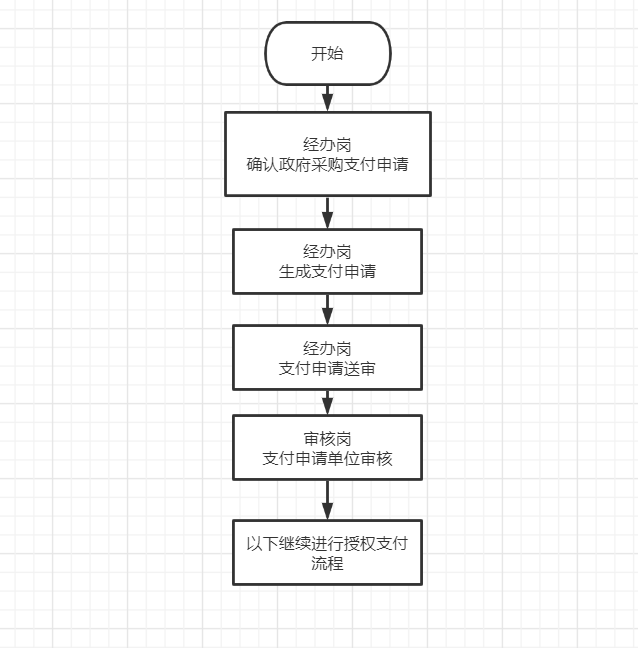 开始
经办岗
确认政府采购支付申请
经办岗
生成支付申请
经办岗
支付申请送审
审核岗
支付申请单位审核
以下继续进行授权支付
流程